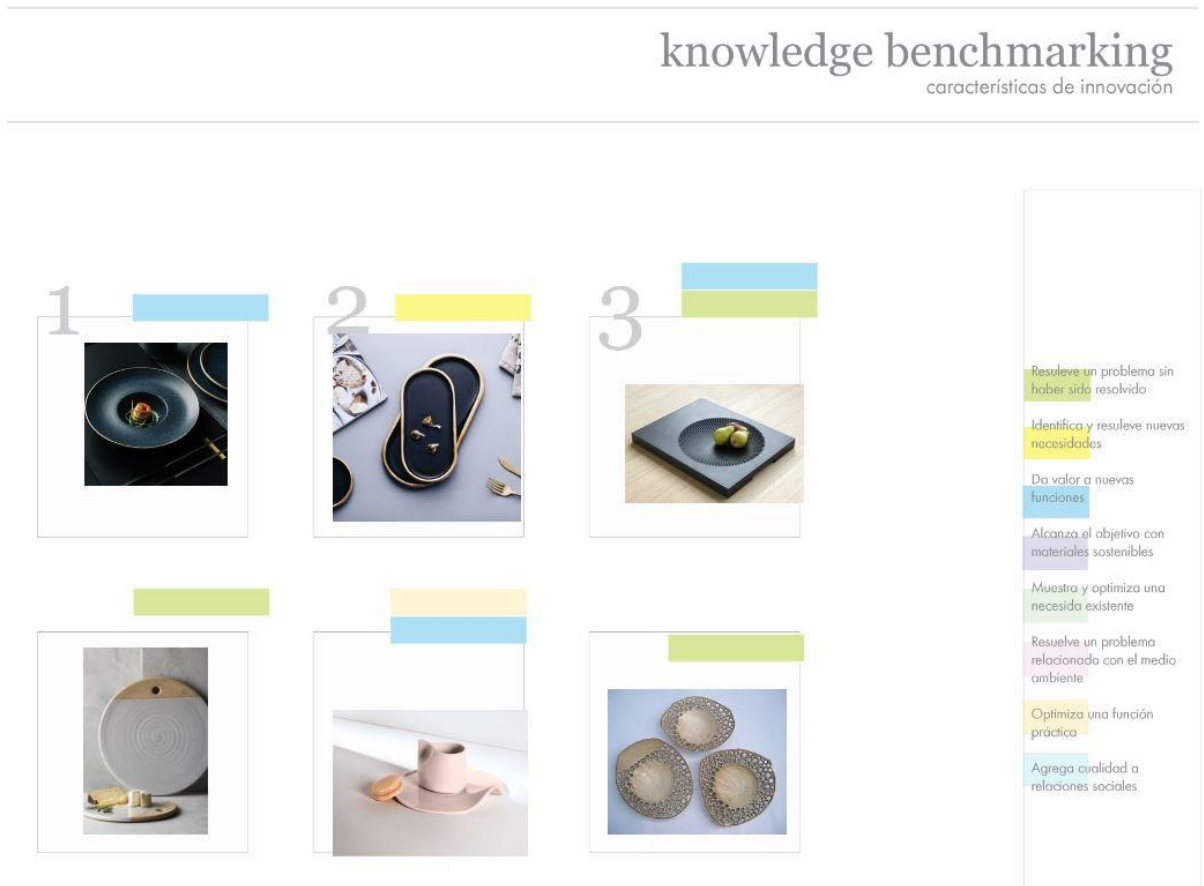 knowledge benchmarking
características de innovación
1
2
3
Resuleve un problema sin
haber sido resolvido
Identifica y resuleve nuevas
necesidades
Da valor a nuevas
funciones
Alcanza el objetivo con
materiales sostenibles
Muestra y optimiza una
necesida existente
Resuelve un problema
relacionado con el medio
ambiente
Optimiza una función
práctica
Agrega cualidad a
relaciones sociales